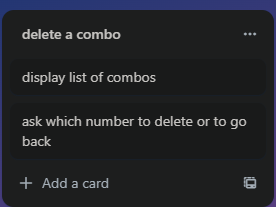 delete a combo
display list of combos
ask which number to delete or to go
back
Add a card